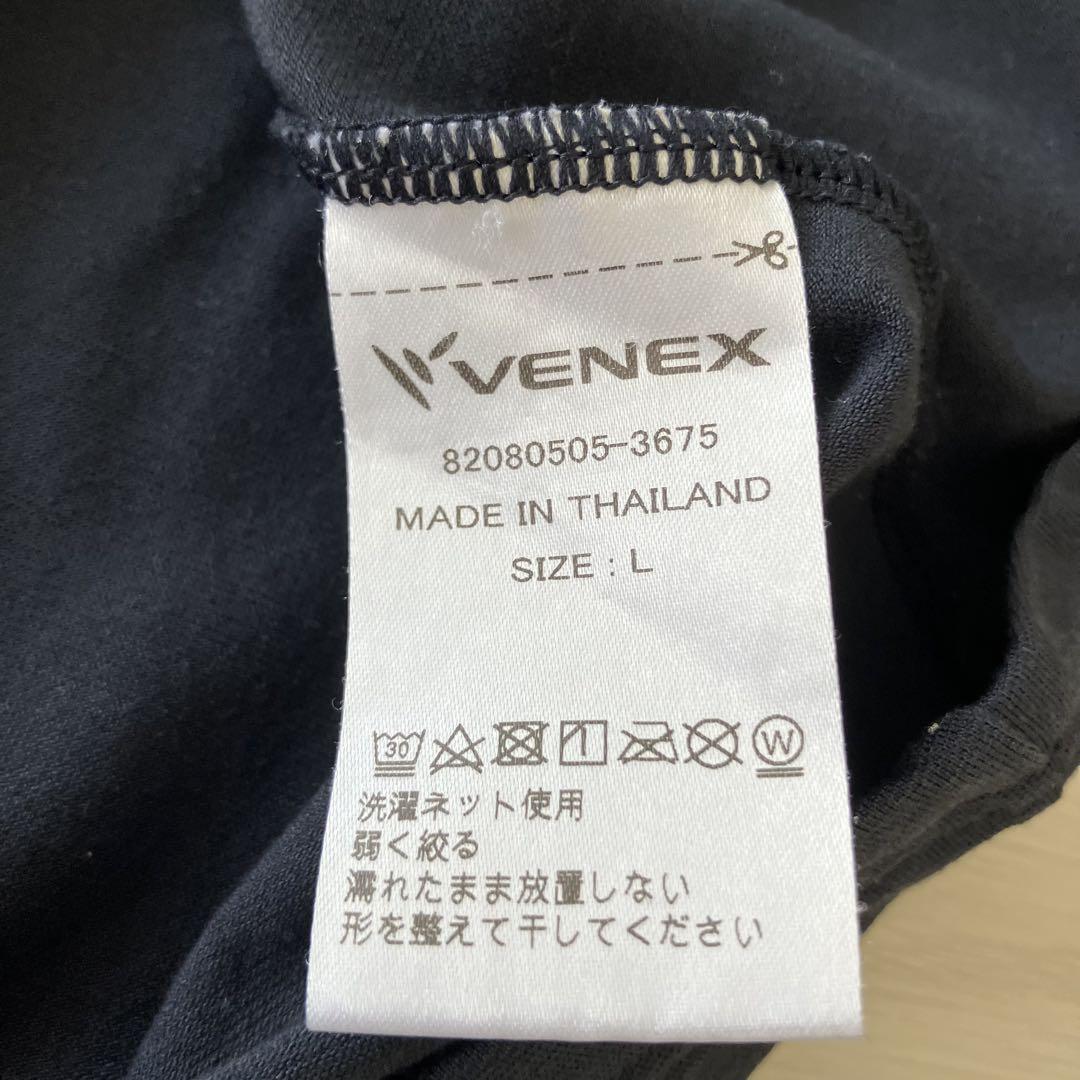 VENEX
82080505-3675
MADE IN THAILAND
SIZE : L
30 W
洗濯ネット使用
弱く絞る
濡れたまま放置しない
形を整えて干してください